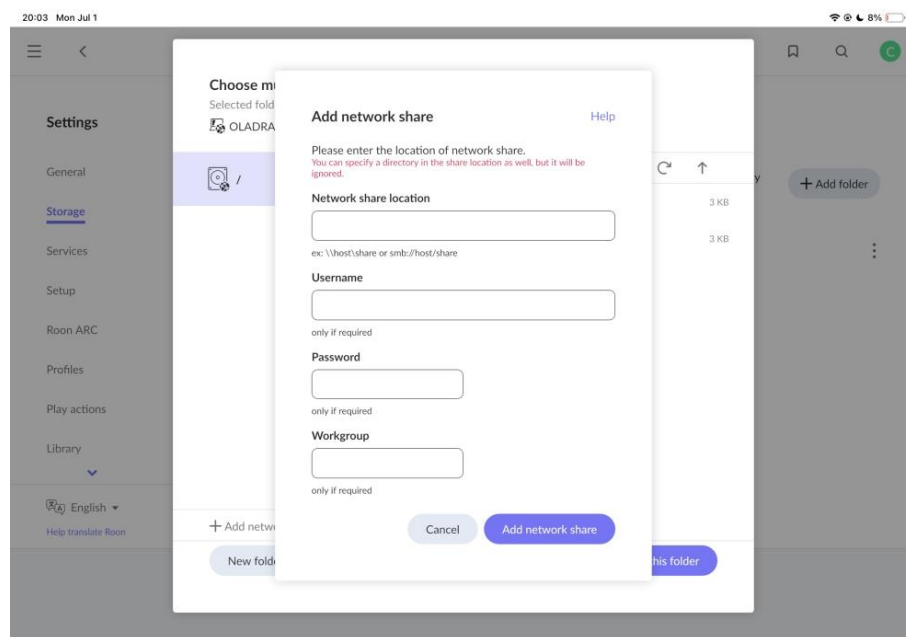 20:03 Mon Jul 1
8%
C
Settings
General
Storage
Services
Setup
Roon ARC
Profiles
Play actions
Library
English
Help translate Roon
Choose mu
Selected fold
OLADRA
/
y
+ Add folder
3 KB
3 KB
+ Add netwo
New folde
his folder
Add network share
Help
Please enter the location of network share.
You can specify a directory in the share location as well, but it will be
ignored.
Network share location
ex: \\host\share or smb://host/share
Username
only if required
Password
only if required
Workgroup
only if required
Cancel
Add network share